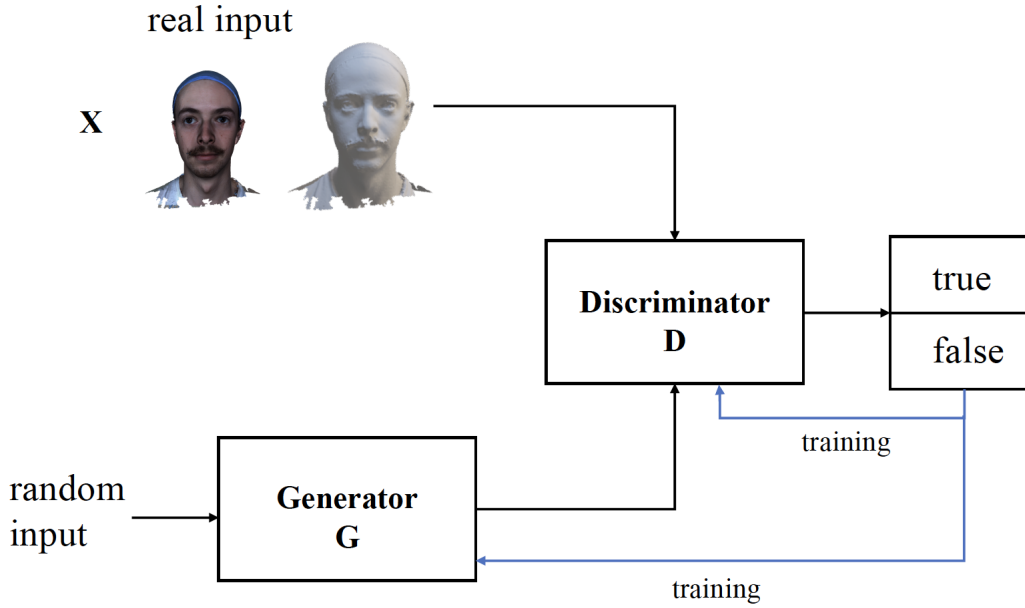 real input
X
Discriminator
D
true
false
training
random
input
Generator
G
training